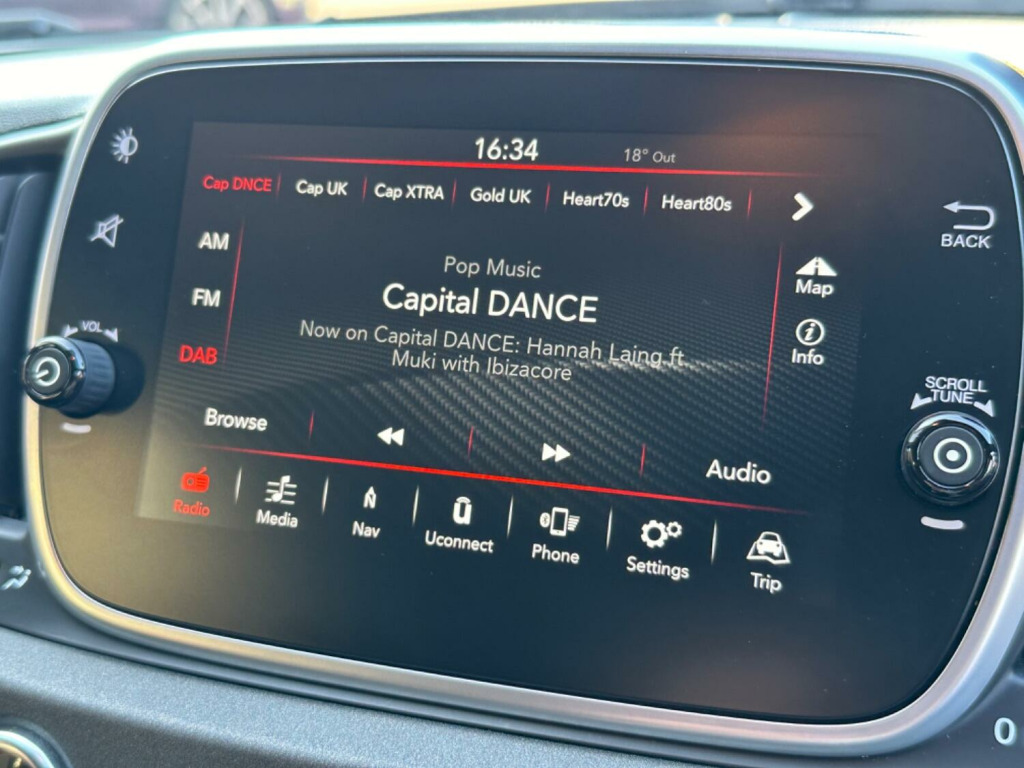 16:34
18° Out
Cap DNCE
Cap UK
Cap XTRA
Gold UK
Heart70s
Heart80s
BACK
AM
FM
DAB
Pop Music
Capital DANCE
Now on Capital DANCE: Hannah Laing ft
Muki with Ibizacore
Map
i
Info
VOL
SCROLL
TUNE
Browse
Audio
Radio
Media
N
Nav
Uconnect
Phone
Settings
Trip
0